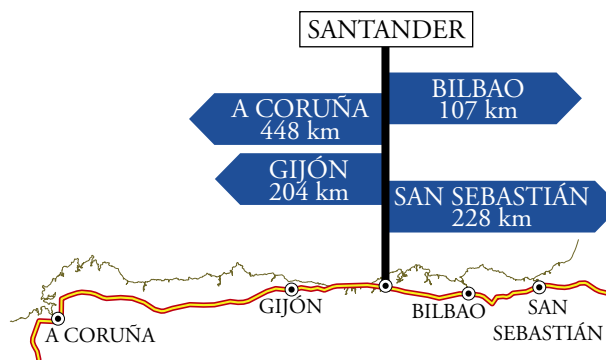 SANTANDER
A CORUÑA
448 km
BILBAO
107 km
GIJÓN
204 km
SAN SEBASTIÁN
228 km
A CORUÑA
GIJÓN
BILBAO
SAN
SEBASTIÁN